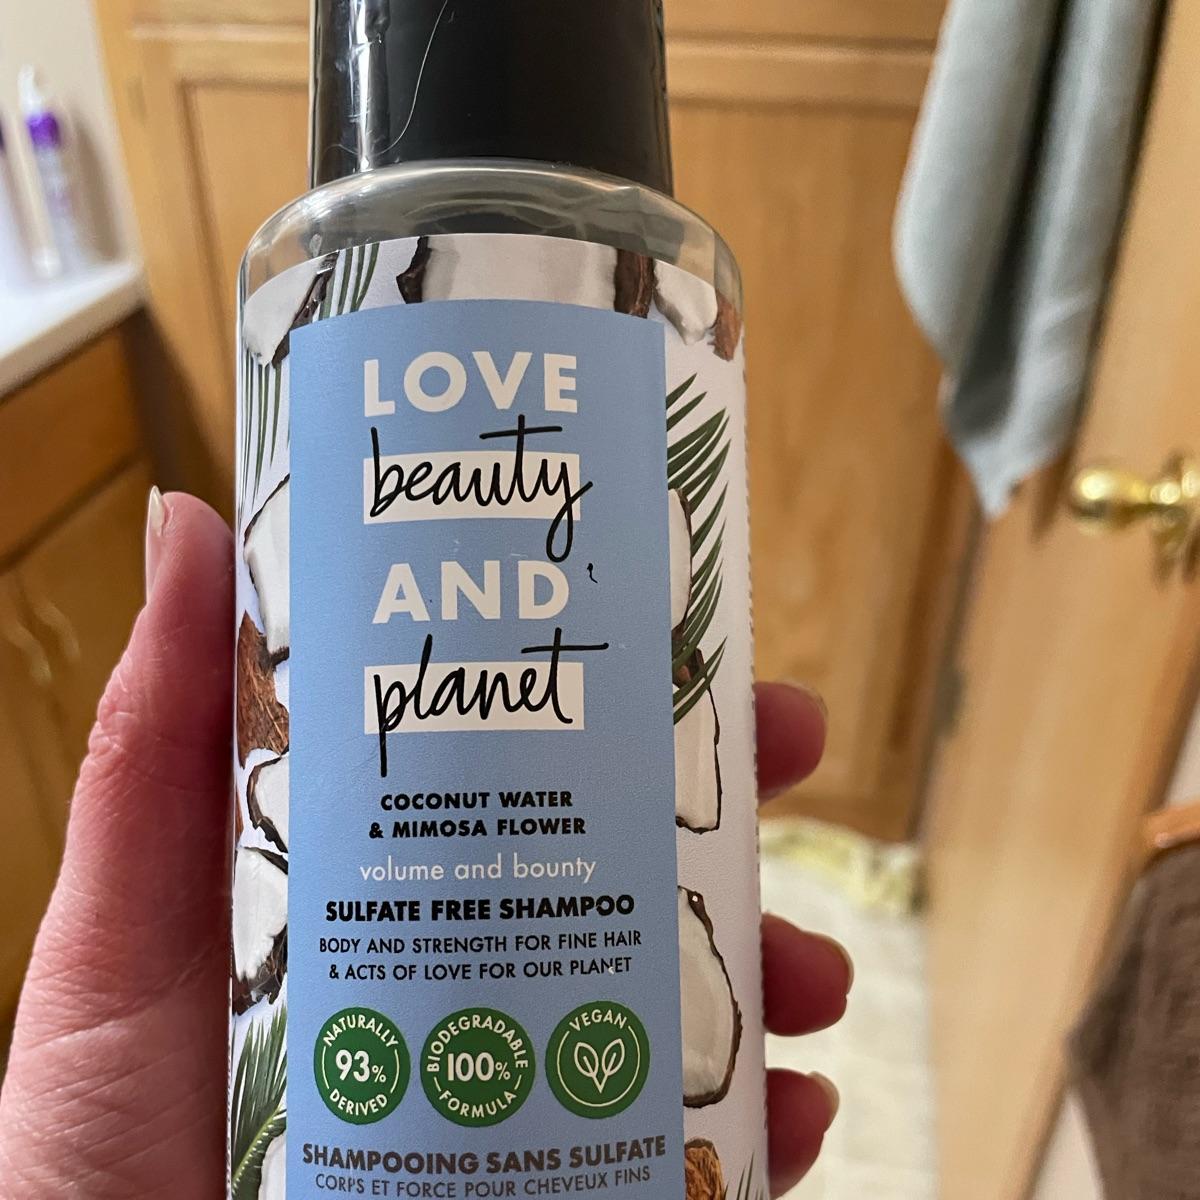 LOVE
beauty
AND
planet
COCONUT WATER
& MIMOSA FLOWER
volume and bounty
SULFATE FREE SHAMPOO
BODY AND STRENGTH FOR FINE HAIR
& ACTS OF LOVE FOR OUR PLANET
NATURALLY
93%
DERIVED
BIODEGRADABLE
100%
FORMULA
VEGAN
SHAMPOOING SANS SULFATE
CORPS ET FORCE POUR CHEVEUX FINS